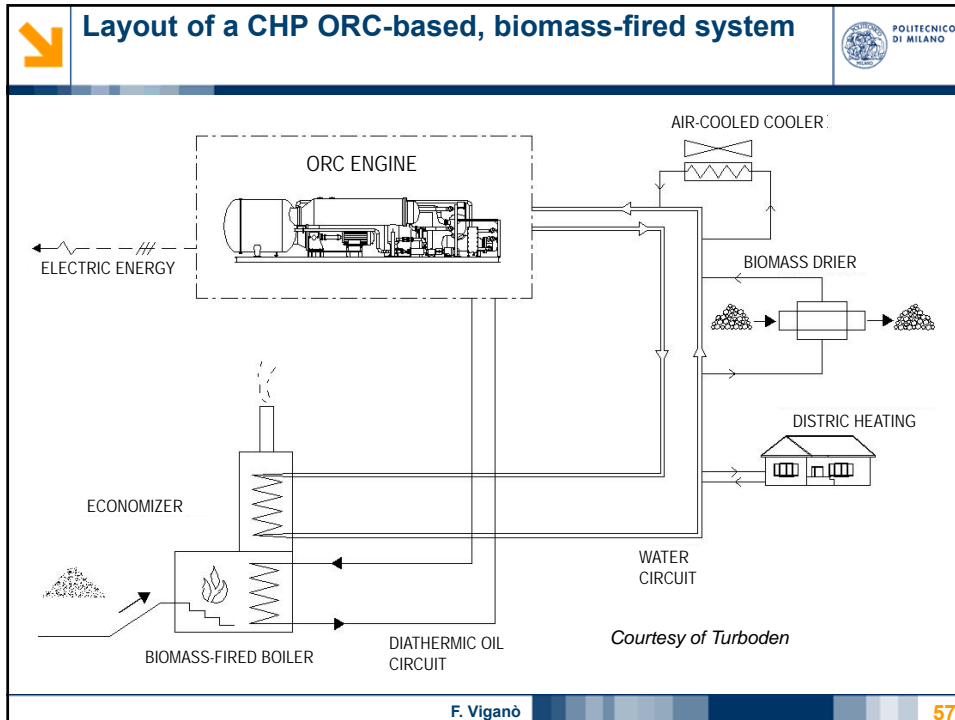 Layout of a CHP ORC-based, biomass-fired system
POLITECNICO
DI MILANO
AIR-COOLED COOLER
ORC ENGINE
ELECTRIC ENERGY
BIOMASS DRIER
DISTRIC HEATING
ECONOMIZER
WATER
CIRCUIT
BIOMASS-FIRED BOILER
DIATHERMIC OIL
CIRCUIT
Courtesy of Turboden
F. Viganò
57